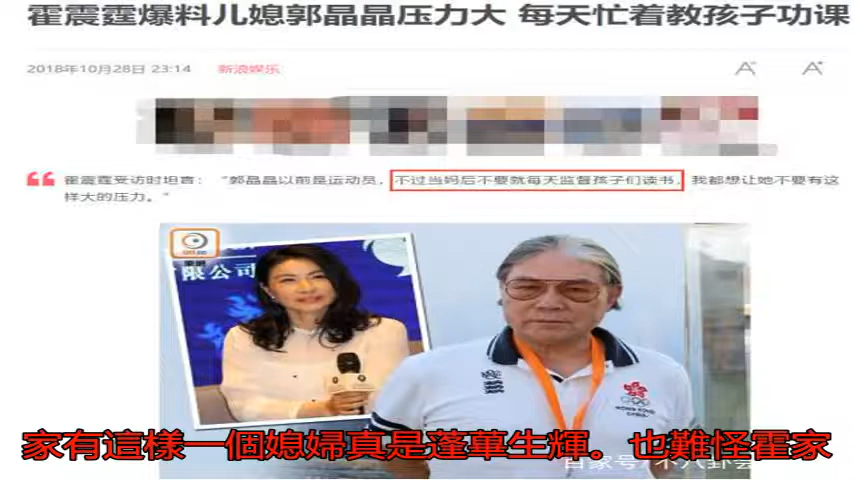 霍震霆爆料儿媳郭晶晶压力大 每天忙着教孩子功课
2018年10月28日 23:14 新浪娱乐
A- A+
霍震霆受访时坦言：“郭晶晶以前是运动员，不过当妈后不要就每天监督孩子们读书，我都想让她不要有这
样大的压力。”
限公司
HONG KONG
CHINA
家有這樣一個媳婦真是蓬蓽生輝。也難怪霍家